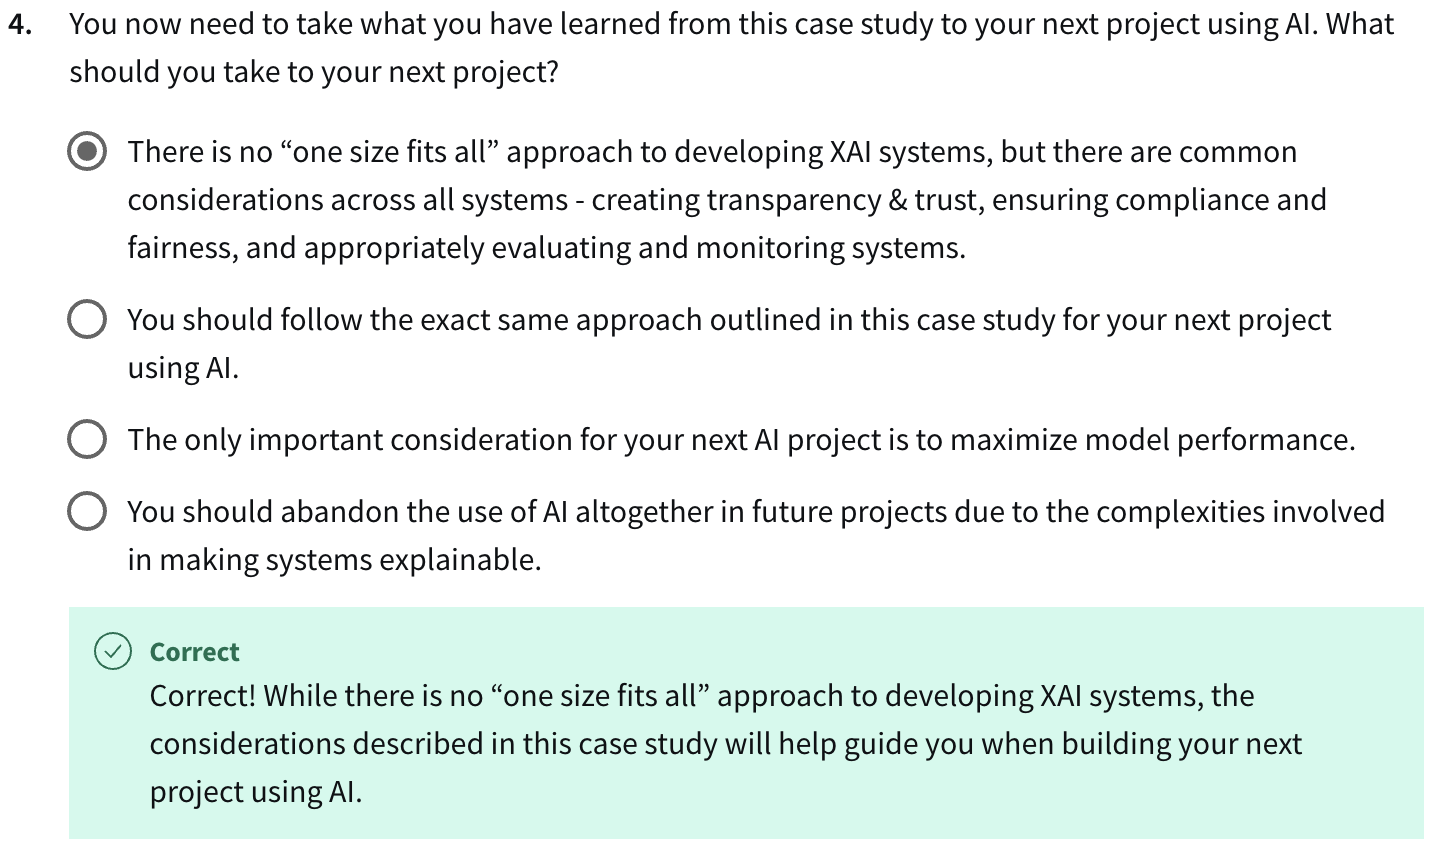 4. You now need to take what you have learned from this case study to your next project using AI. What
should you take to your next project?
There is no “one size fits all” approach to developing XAI systems, but there are common
considerations across all systems - creating transparency & trust, ensuring compliance and
fairness, and appropriately evaluating and monitoring systems.
You should follow the exact same approach outlined in this case study for your next project
using AI.
The only important consideration for your next AI project is to maximize model performance.
You should abandon the use of AI altogether in future projects due to the complexities involved
in making systems explainable.
Correct
Correct! While there is no “one size fits all” approach to developing XAI systems, the
considerations described in this case study will help guide you when building your next
project using AI.